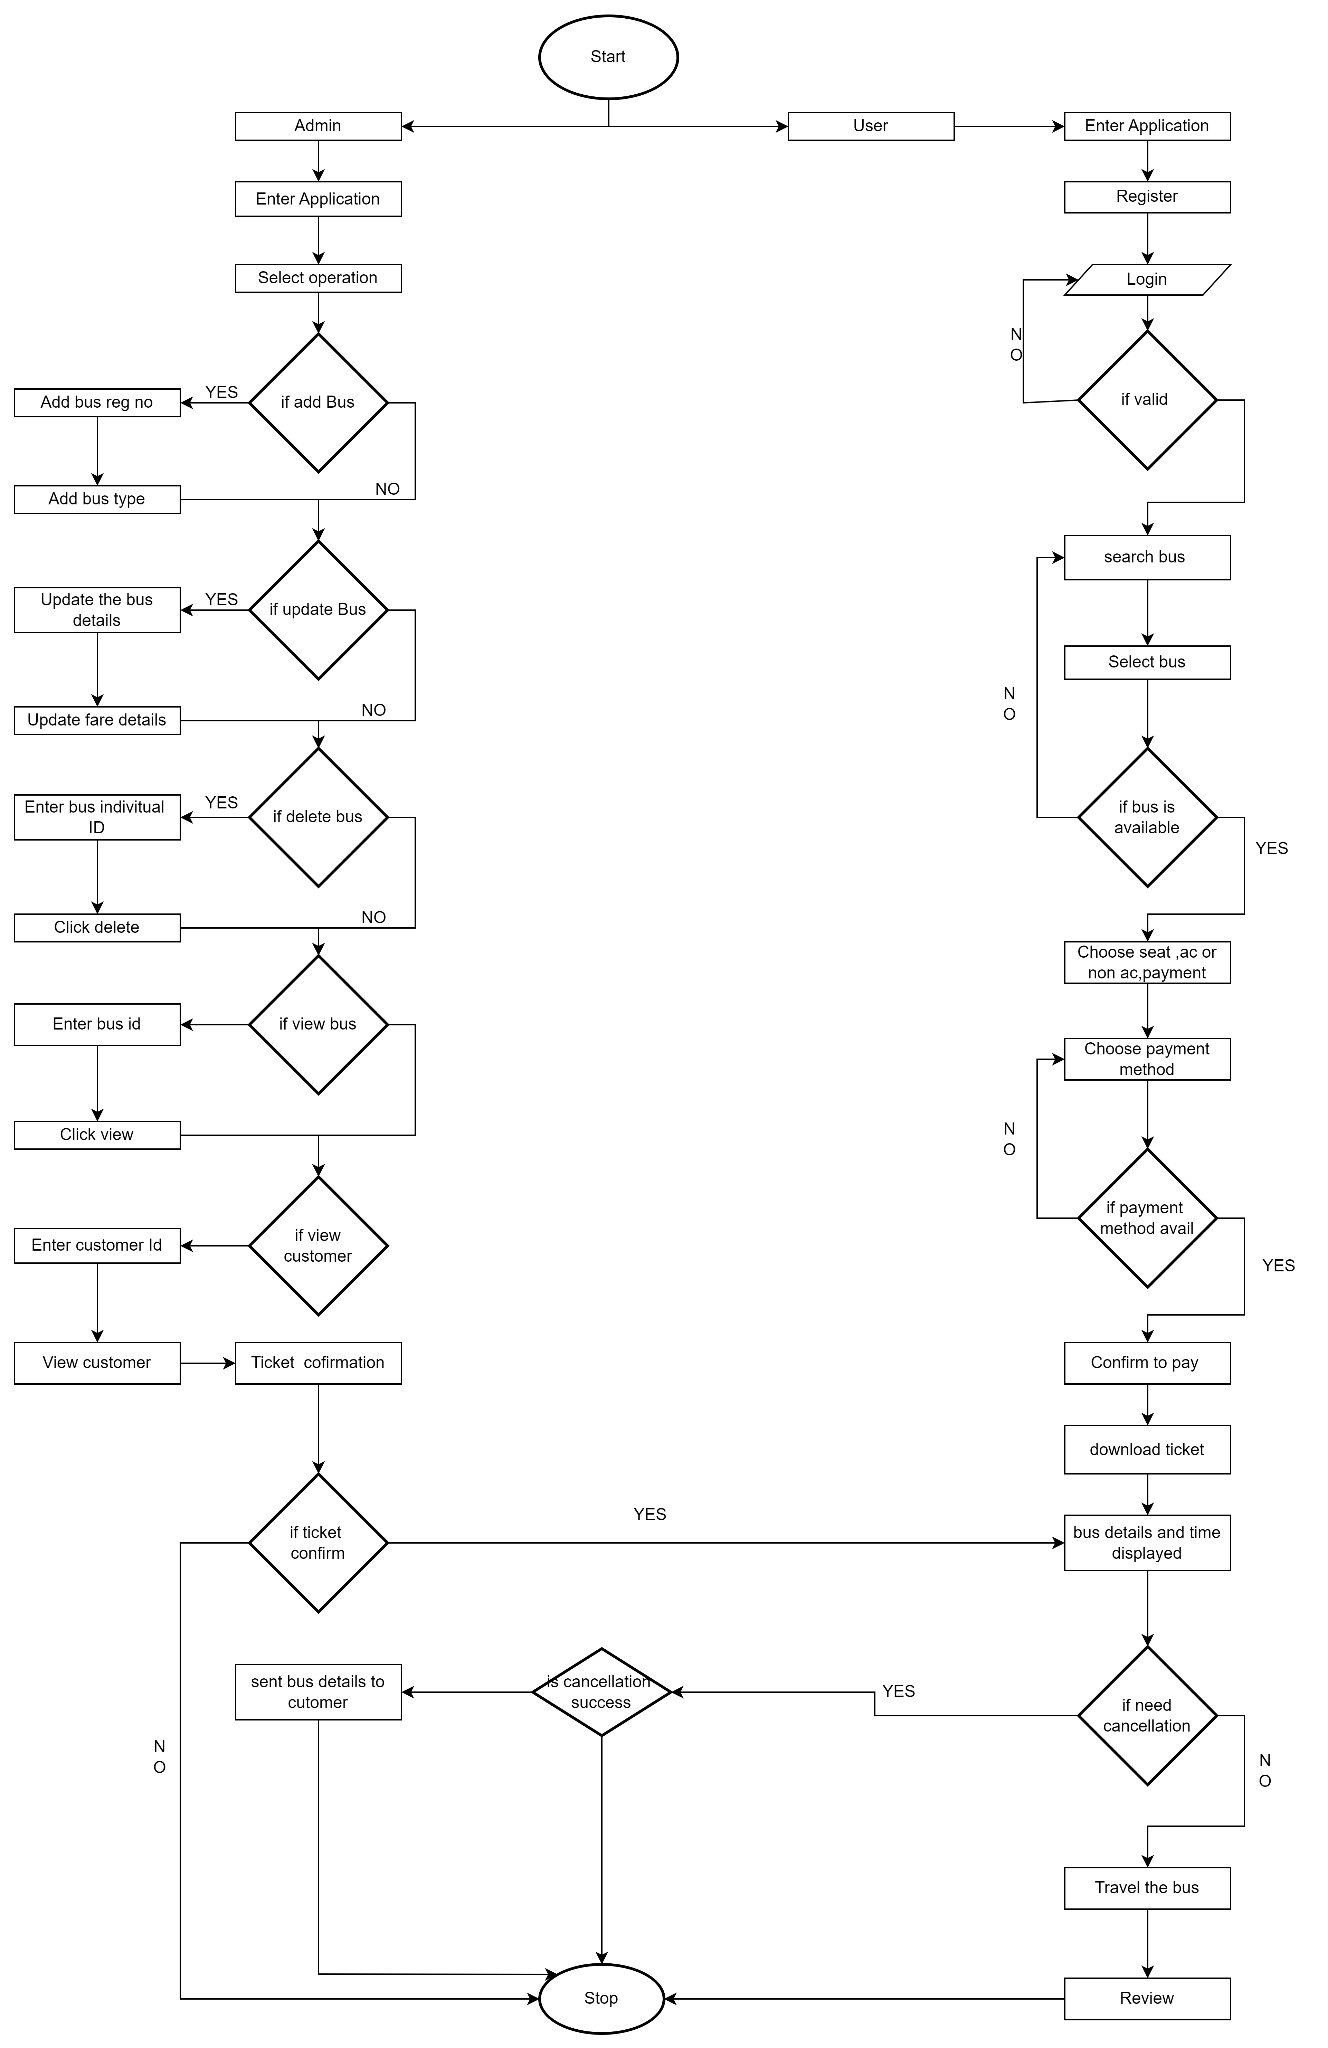 Start
Admin
User
Enter Application
Enter Application
Register
Select operation
Login
N
O
if add Bus
YES
Add bus reg no
if valid
NO
Add bus type
search bus
if update Bus
YES
Update the bus
details
Select bus
N
O
NO
Update fare details
if delete bus
YES
Enter bus indivitual
ID
if bus is
available
YES
NO
Click delete
Choose seat ,ac or
non ac,payment
if view bus
Enter bus id
Choose payment
method
Click view
N
O
if payment
method avail
if view
customer
Enter customer Id
YES
View customer
Ticket  cofirmation
Confirm to pay
download ticket
YES
if ticket
confirm
bus details and time
displayed
sent bus details to
cutomer
is cancellation
success
YES
if need
cancellation
N
O
N
O
Travel the bus
Stop
Review